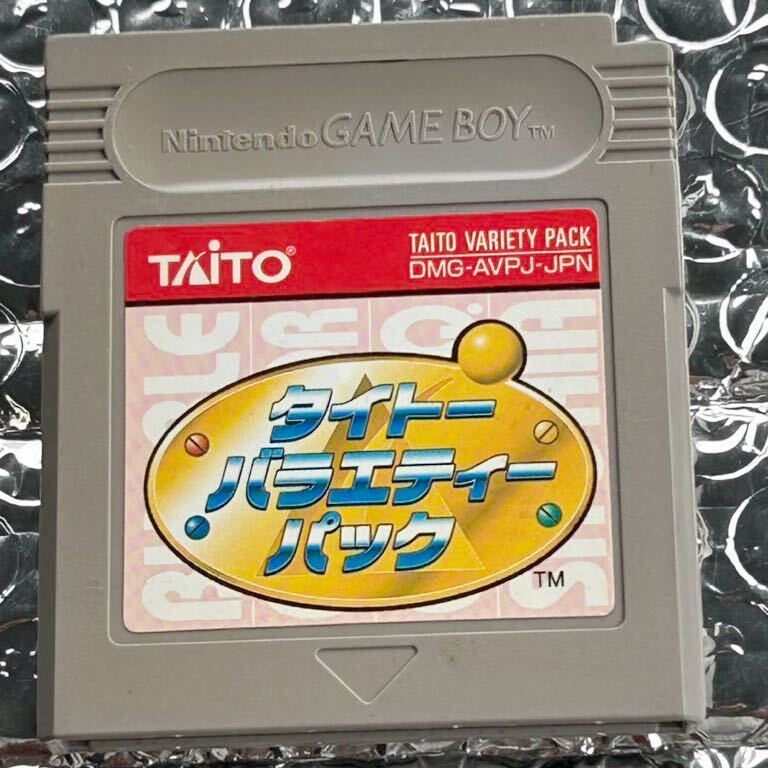 Nintendo GAME BOY™
TAITO®
TAITO VARIETY PACK
DMG-AVPJ-JPN
タイトー
バラエティー
パック
TM